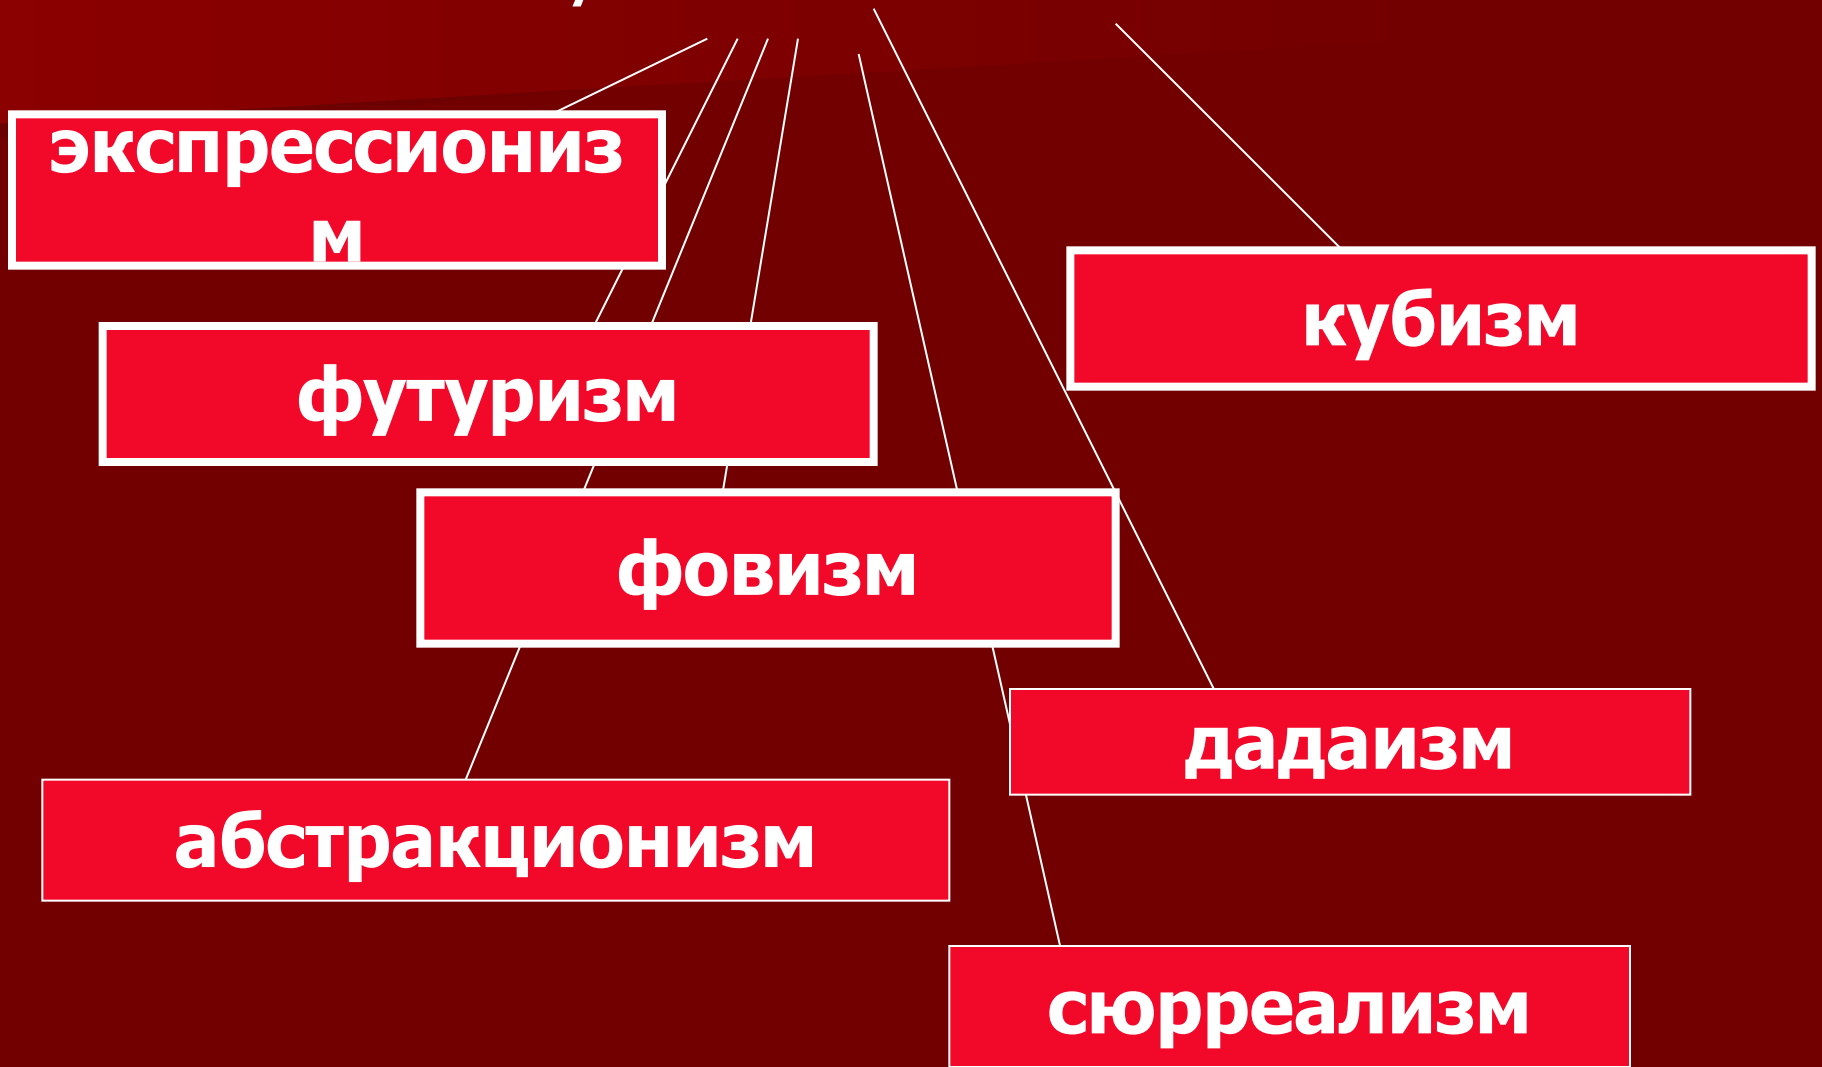 экспрессиониз
м
кубизм
футуризм
фовизм
дадаизм
абстракционизм
сюрреализм